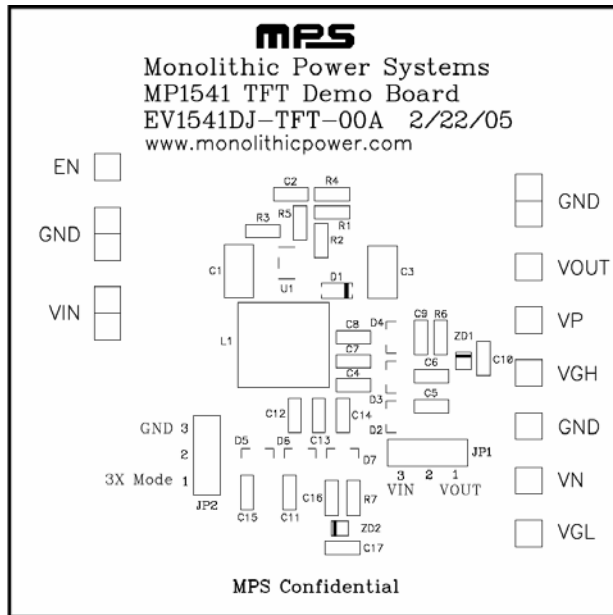 MPS
Monolithic Power Systems
MP1541 TFT Demo Board
EV1541DJ-TFT-00A 2/22/05
www.monolithicpower.com
EN
GND
VIN
C2 R4
R3 R5 R1
R2
C1 U1 D1 C3
L1
C8 D4 C9 R6 ZD1
C7 C6 C10
C4 D3 C5
C12 C13 C14 D2
GND
VOUT
VP
VGH
GND
VN
VGL
GND 3
2
3X Mode 1
JP2
D5 D6 D7
JP1
3 2 1
VIN VOUT
C15 C11 C16 R7
ZD2
C17
MPS Confidential